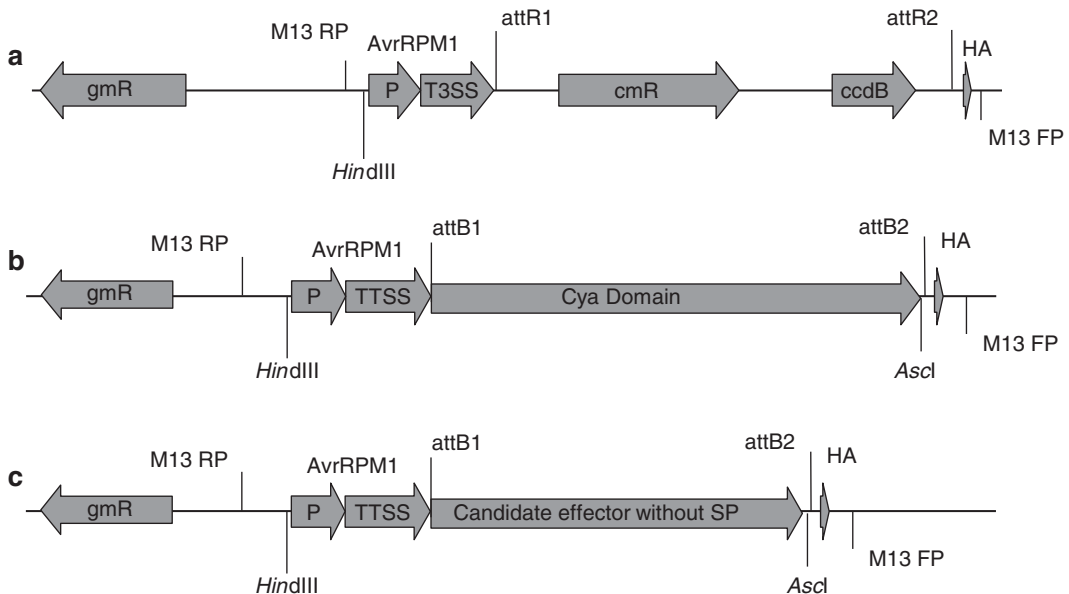 a
M13 RP
AvrRPM1
attR1
attR2
HA
gmR
P
T3SS
cmR
ccdB
HindIII
M13 FP
b
M13 RP
AvrRPM1
attB1
attB2
HA
gmR
P
TTSS
Cya Domain
HindIII
AscI
M13 FP
c
M13 RP
AvrRPM1
attB1
attB2
HA
gmR
P
TTSS
Candidate effector without SP
HindIII
AscI
M13 FP